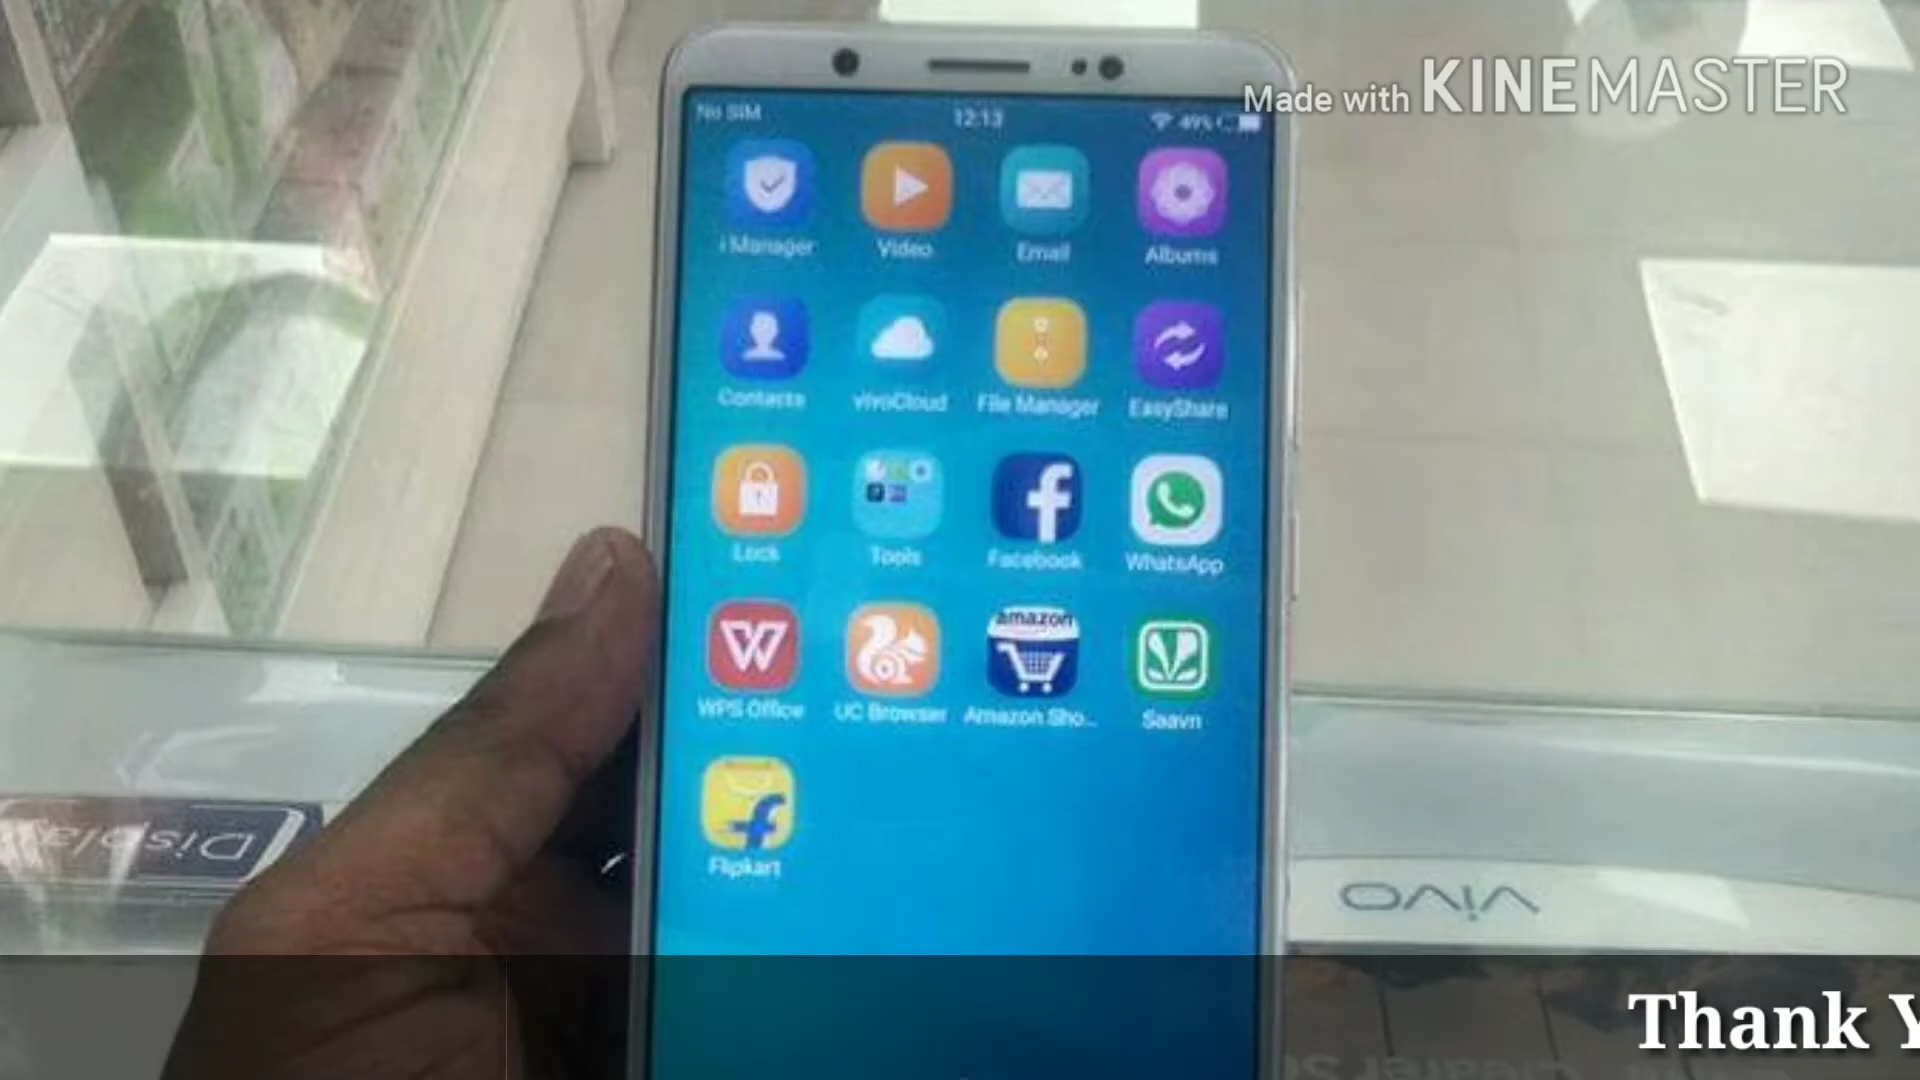 Made with KINEMASTER
No SIM 12:13 49%
i Manager Video Email Albums
Contacts vivoCloud File Manager EasyShare
Lock Tools Facebook WhatsApp
amazon
WPS Office UC Browser Amazon Sho... Saavn
Flipkart
Display
vivo
Thank Y